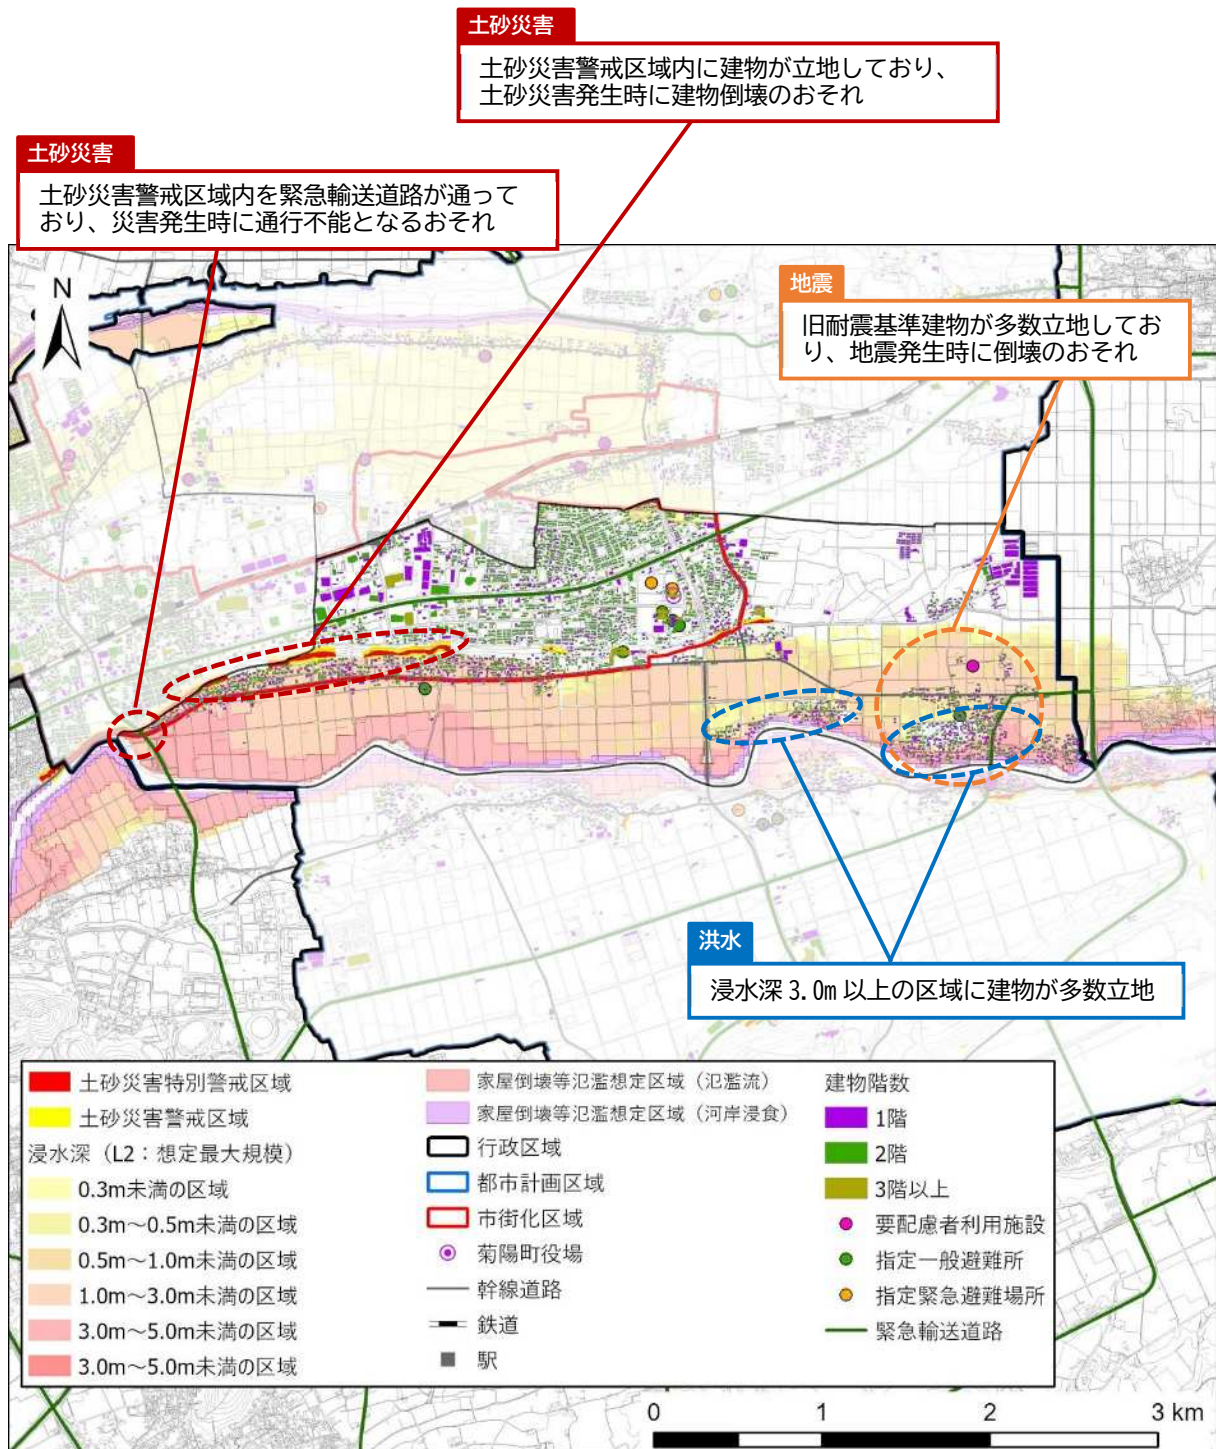 土砂災害
土砂災害警戒区域内に建物が立地しており、
土砂災害発生時に建物倒壊のおそれ
土砂災害
土砂災害警戒区域内を緊急輸送道路が通って
おり、災害発生時に通行不能となるおそれ
N
地震
旧耐震基準建物が多数立地してお
り、地震発生時に倒壊のおそれ
洪水
浸水深 3.0m 以上の区域に建物が多数立地
土砂災害特別警戒区域
土砂災害警戒区域
浸水深（L2：想定最大規模）
0.3m未満の区域
0.3m～0.5m未満の区域
0.5m～1.0m未満の区域
1.0m～3.0m未満の区域
3.0m～5.0m未満の区域
3.0m～5.0m未満の区域
家屋倒壊等氾濫想定区域（氾濫流）
家屋倒壊等氾濫想定区域（河岸浸食）
行政区域
都市計画区域
市街化区域
菊陽町役場
幹線道路
鉄道
駅
建物階数
1階
2階
3階以上
要配慮者利用施設
指定一般避難所
指定緊急避難場所
緊急輸送道路
0 1 2 3 km